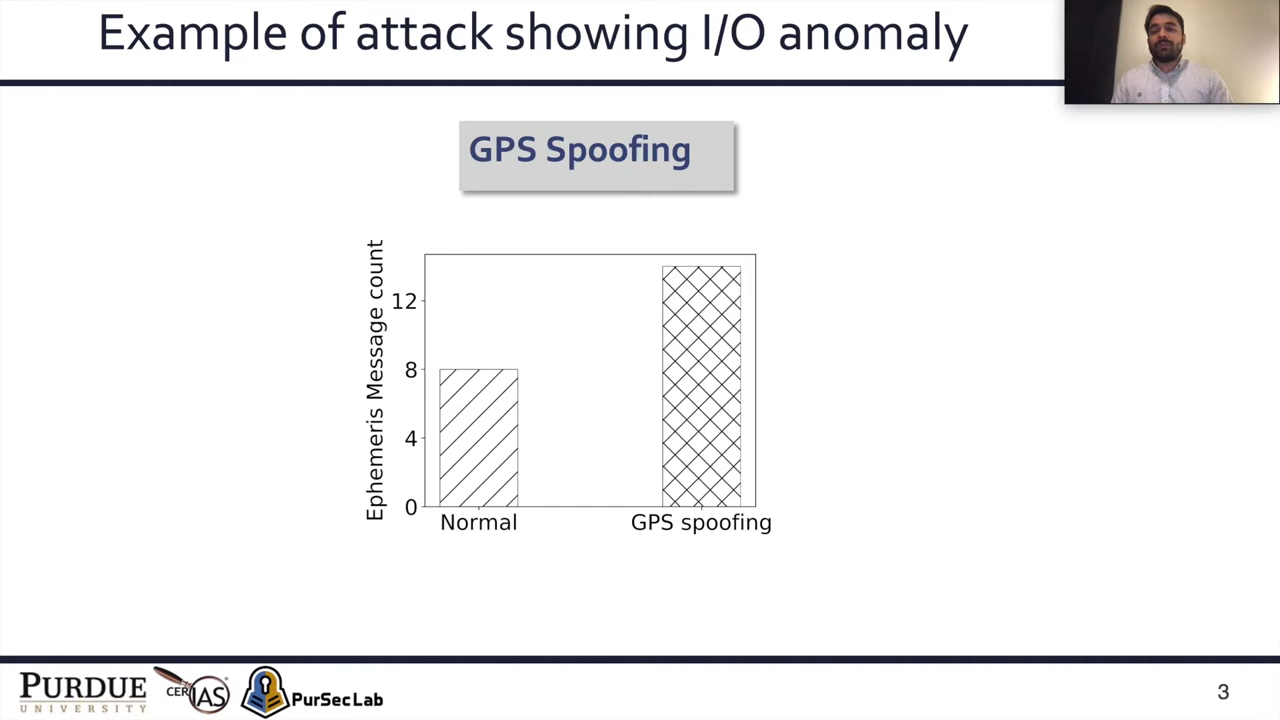 Example of attack showing I/O anomaly
GPS Spoofing
Ephemeris Message count
12
8
4
0
Normal
GPS spoofing
PURDUE
UNIVERSITY
CERIAS
PurSecLab
3